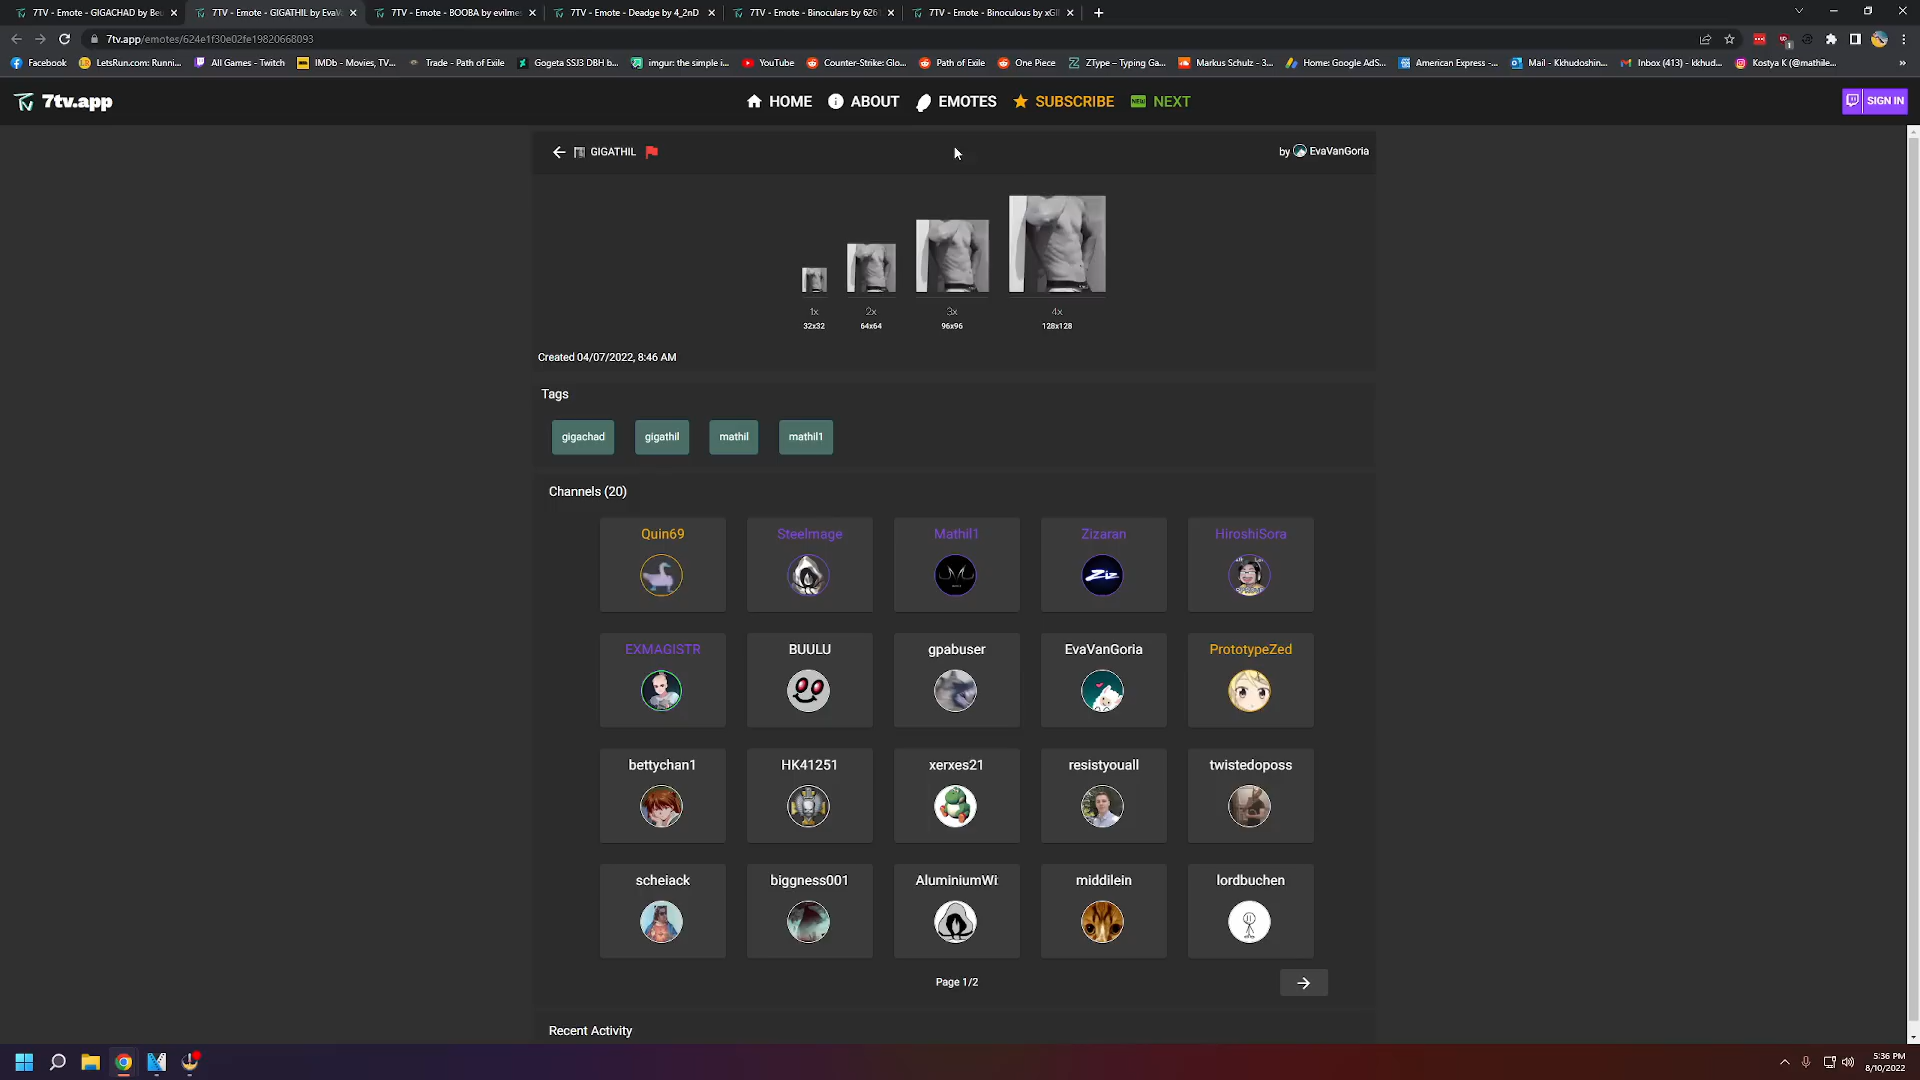 7TV - Emote - GIGACHAD by Be
7TV - Emote - GIGATHIL by EvaV
7TV - Emote - BOOBA by evilme
7TV - Emote - Deadge by 4_2nD
7TV - Emote - Binoculars by 626
7TV - Emote - Binoculous by xGI
7tv.app/emotes/624e1f30e02fe19820668093
Facebook
LetsRun.com: Runni...
All Games - Twitch
IMDb - Movies, TV...
Trade - Path of Exile
Gogeta SSJ3 DBH b...
imgur: the simple i...
YouTube
Counter-Strike: Glo...
Path of Exile
One Piece
ZType – Typing Ga...
Markus Schulz - 3...
Home: Google AdS...
American Express -...
Mail - Kkhudoshin...
Inbox (413) - kkhud...
Kostya K (@mathile...
»
7tv.app
HOME
ABOUT
EMOTES
SUBSCRIBE
NEW
NEXT
SIGN IN
GIGATHIL
by EvaVanGoria
1x
32x32
2x
64x64
3x
96x96
4x
128x128
Created 04/07/2022, 8:46 AM
Tags
gigachad
gigathil
mathil
mathil1
Channels (20)
Quin69
Steelmage
Mathil1
Zizaran
HiroshiSora
EXMAGISTR
BUULU
gpabuser
EvaVanGoria
PrototypeZed
bettychan1
HK41251
xerxes21
resistyouall
twistedoposs
scheiack
biggness001
AluminiumWi
middilein
lordbuchen
Page 1/2
Recent Activity
5:36 PM
8/10/2022